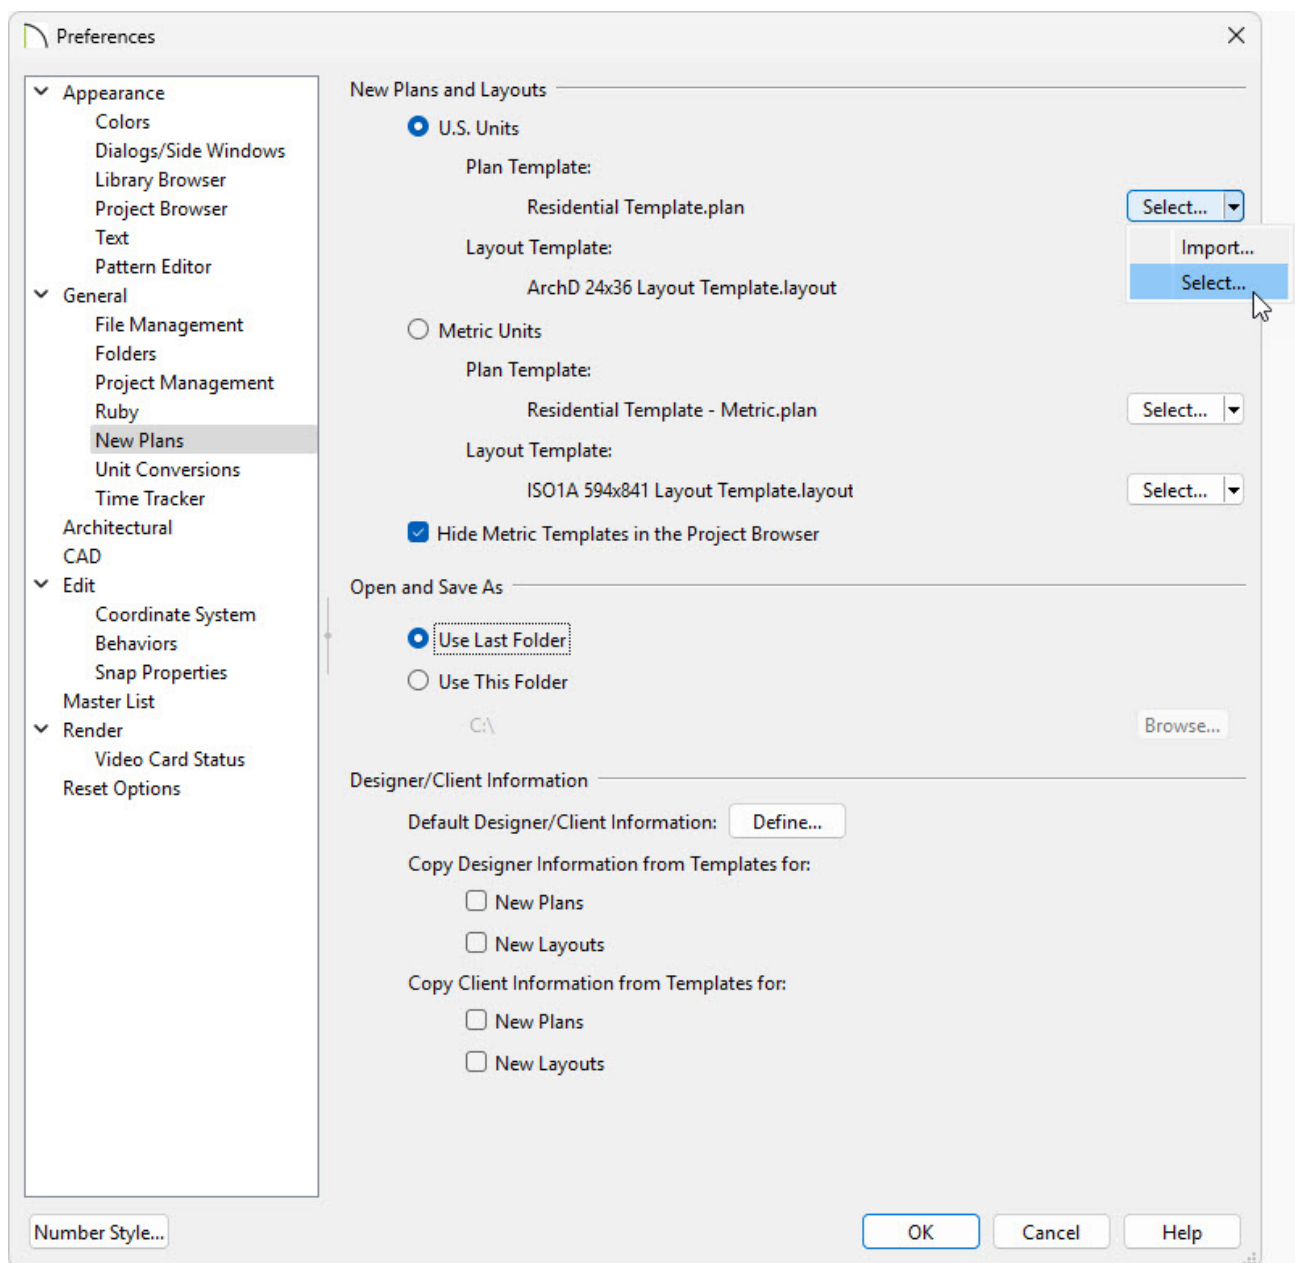 Preferences
Appearance
Colors
Dialogs/Side Windows
Library Browser
Project Browser
Text
Pattern Editor
General
File Management
Folders
Project Management
Ruby
New Plans
Unit Conversions
Time Tracker
Architectural
CAD
Edit
Coordinate System
Behaviors
Snap Properties
Master List
Render
Video Card Status
Reset Options
New Plans and Layouts
U.S. Units
Plan Template:
Residential Template.plan Select...
Import...
Select...
Layout Template:
ArchD 24x36 Layout Template.layout
Metric Units
Plan Template:
Residential Template - Metric.plan Select...
Layout Template:
ISO1A 594x841 Layout Template.layout Select...
Hide Metric Templates in the Project Browser
Open and Save As
Use Last Folder
Use This Folder
C:\ Browse...
Designer/Client Information
Default Designer/Client Information: Define...
Copy Designer Information from Templates for:
New Plans
New Layouts
Copy Client Information from Templates for:
New Plans
New Layouts
Number Style... OK Cancel Help